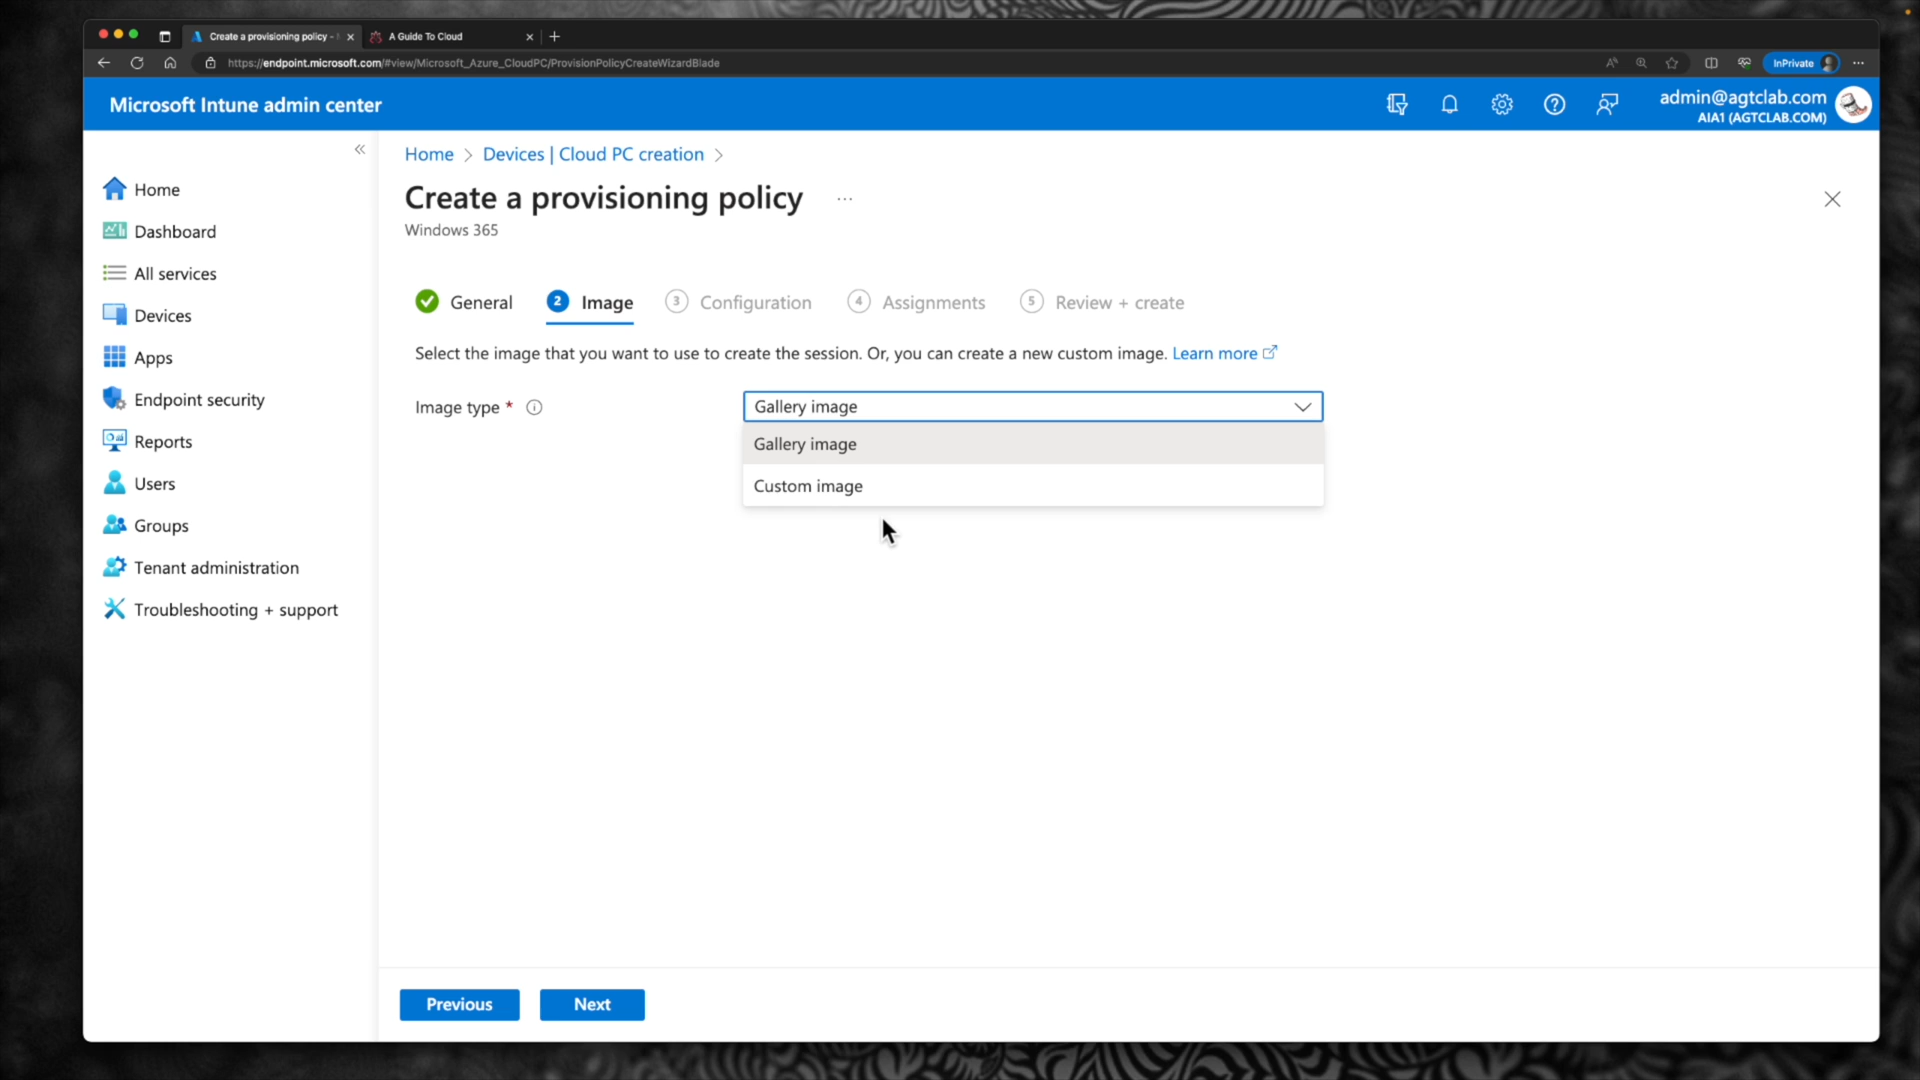 Create a provisioning policy -
A Guide To Cloud
https://endpoint.microsoft.com/#view/Microsoft_Azure_CloudPC/ProvisionPolicyCreateWizardBlade
InPrivate
Microsoft Intune admin center
admin@agtclab.com
AIA1 (AGTCLAB.COM)
Home
Dashboard
All services
Devices
Apps
Endpoint security
Reports
Users
Groups
Tenant administration
Troubleshooting + support
Home > Devices | Cloud PC creation >
Create a provisioning policy ...
Windows 365
General
2 Image
3 Configuration
4 Assignments
5 Review + create
Select the image that you want to use to create the session. Or, you can create a new custom image. Learn more
Image type *
Gallery image
Gallery image
Custom image
Previous
Next